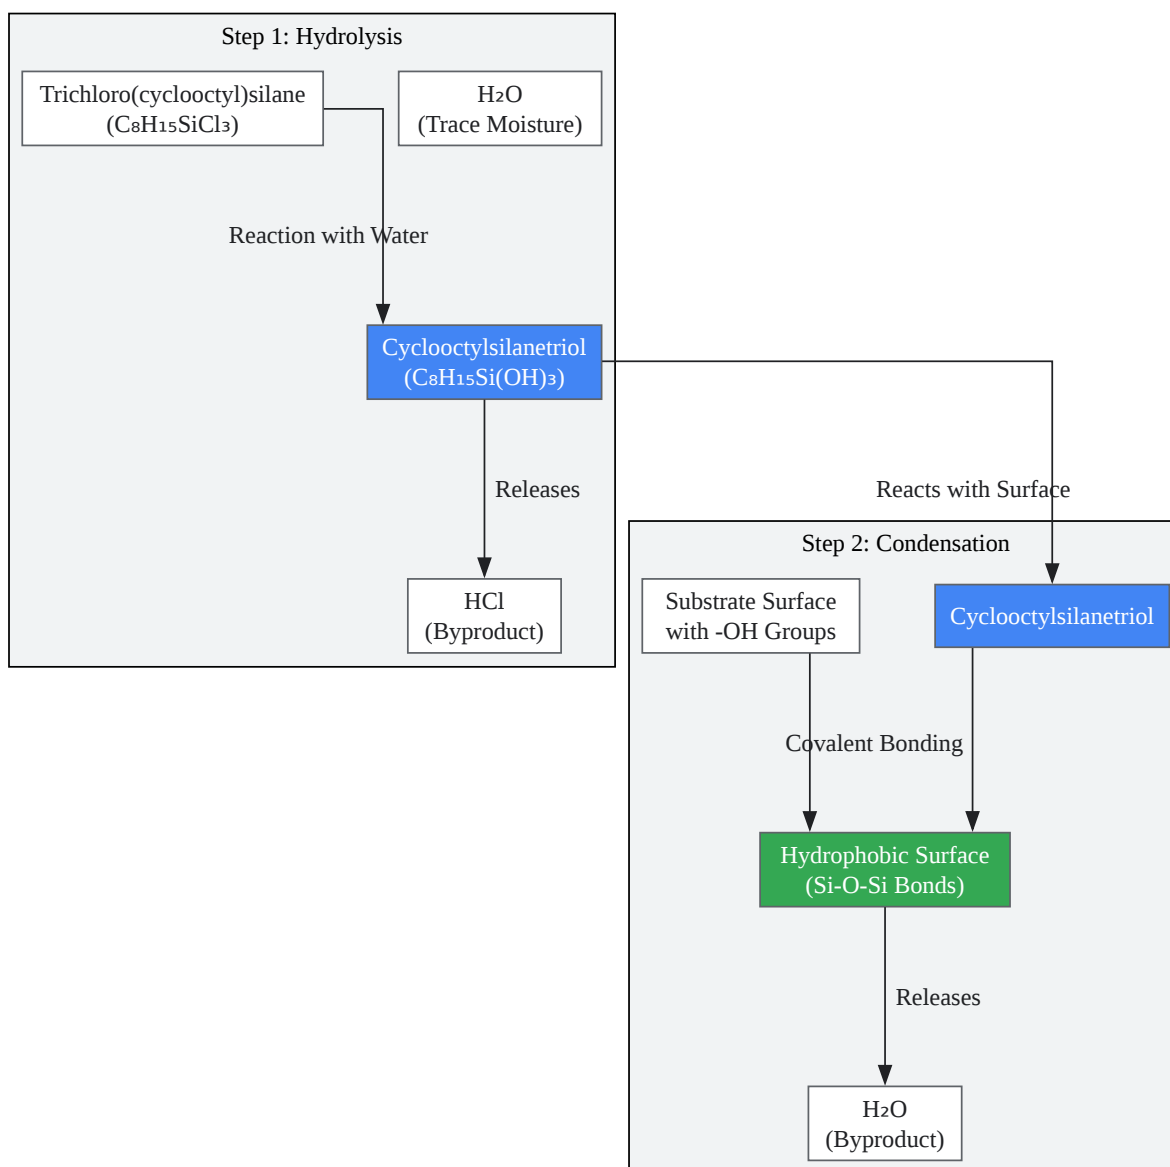 Step 1: Hydrolysis
Trichloro(cyclooctyl)silane
(C₈H₁₅SiCl₃)
H₂O
(Trace Moisture)
Reaction with Water
Cyclooctylsilanetriol
(C₈H₁₅Si(OH)₃)
Releases
HCl
(Byproduct)
Reacts with Surface
Step 2: Condensation
Substrate Surface
with -OH Groups
Cyclooctylsilanetriol
Covalent Bonding
Hydrophobic Surface
(Si-O-Si Bonds)
Releases
H₂O
(Byproduct)